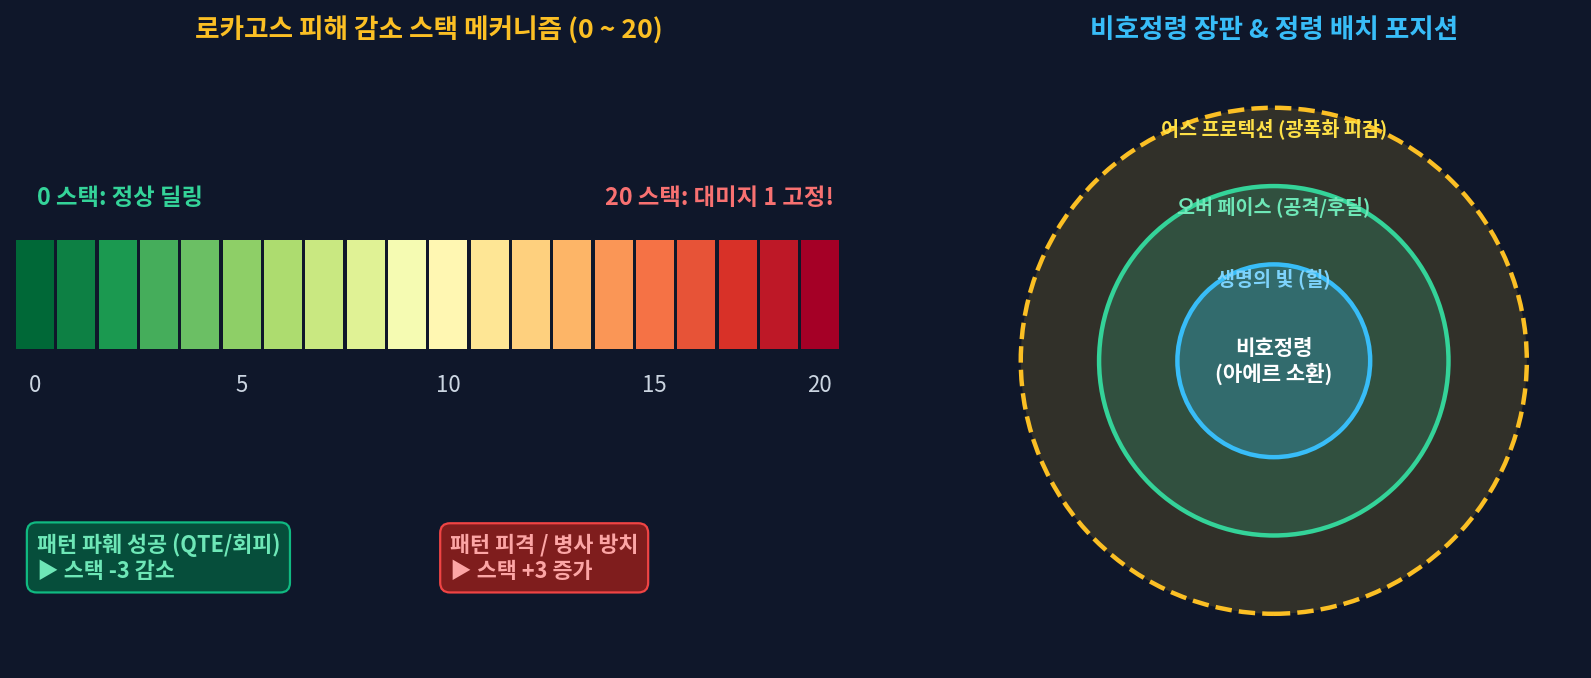 로카고스 피해 감소 스택 메커니즘 (0 ~ 20)
0 스택: 정상 딜링
20 스택: 대미지 1 고정!
0 5 10 15 20
패턴 파훼 성공 (QTE/회피)
▶ 스택 -3 감소
패턴 피격 / 병사 방치
▶ 스택 +3 증가
비호정령 장판 & 정령 배치 포지션
어스 프로텍션 (광폭화 피감)
오버 페이스 (공격/후딜)
생명의 빛 (힐)
비호정령
(아에르 소환)